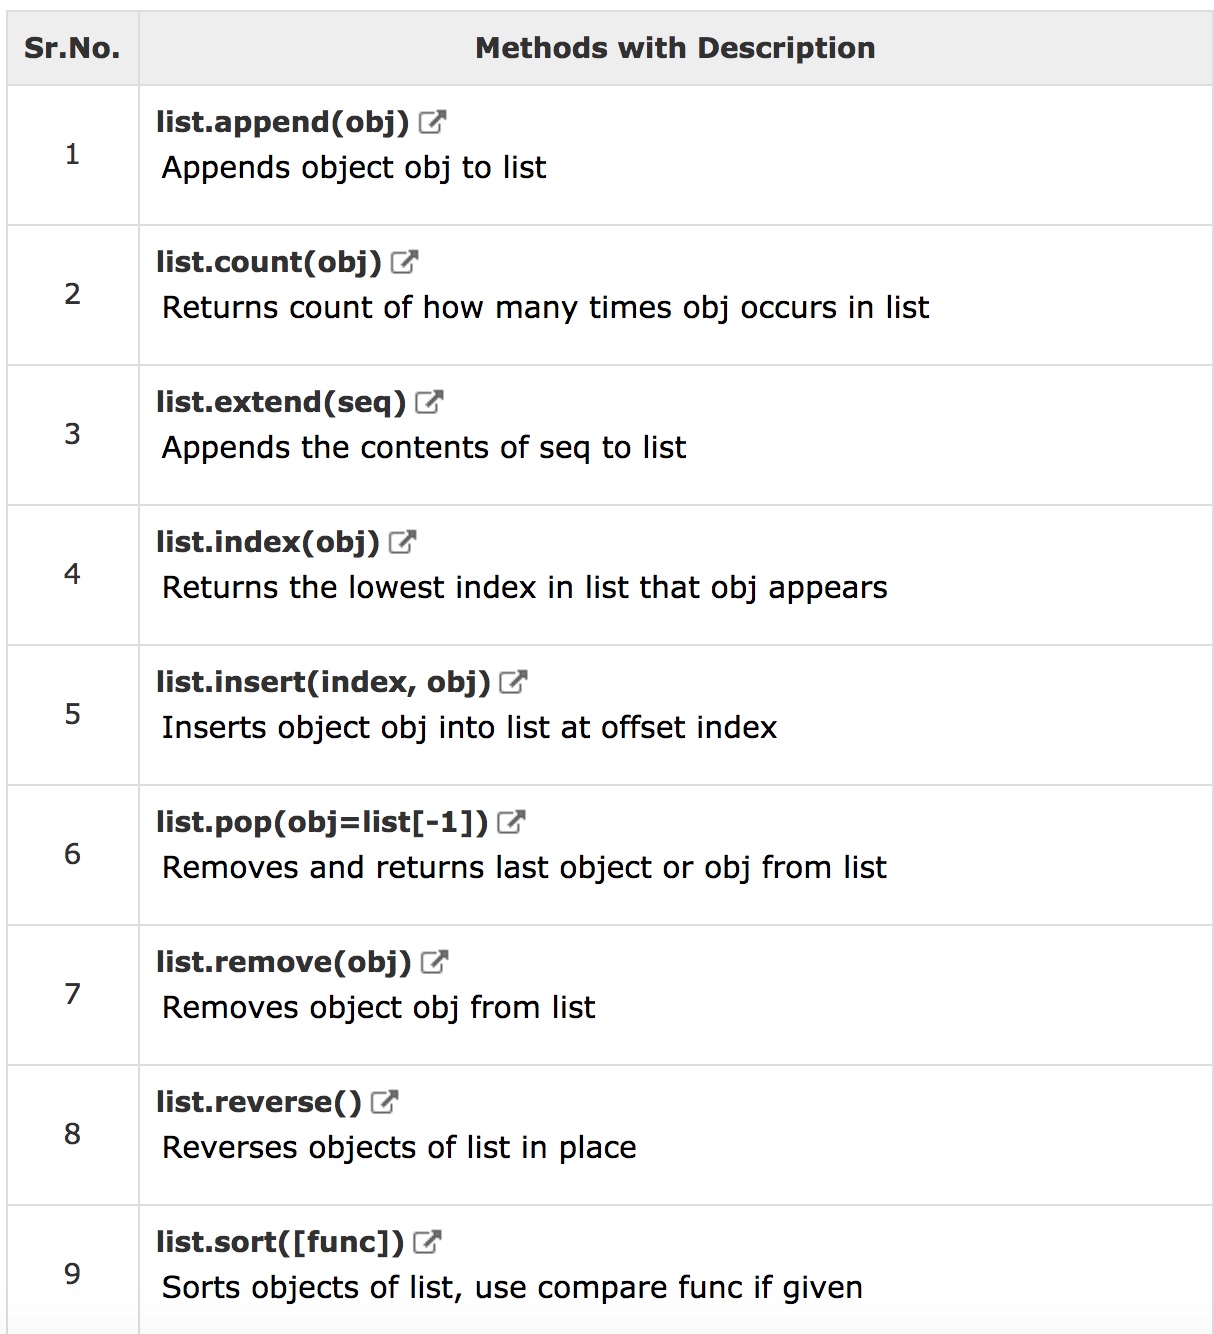 Sr.No. Methods with Description
list.append(obj)
1
Appends object obj to list
list.count(obj)
2
Returns count of how many times obj occurs in list
list.extend(seq)
3
Appends the contents of seq to list
list.index(obj)
4
Returns the lowest index in list that obj appears
list.insert(index, obj)
5
Inserts object obj into list at offset index
list.pop(obj=list[-1])
6
Removes and returns last object or obj from list
list.remove(obj)
7
Removes object obj from list
list.reverse()
8
Reverses objects of list in place
list.sort([func])
9
Sorts objects of list, use compare func if given